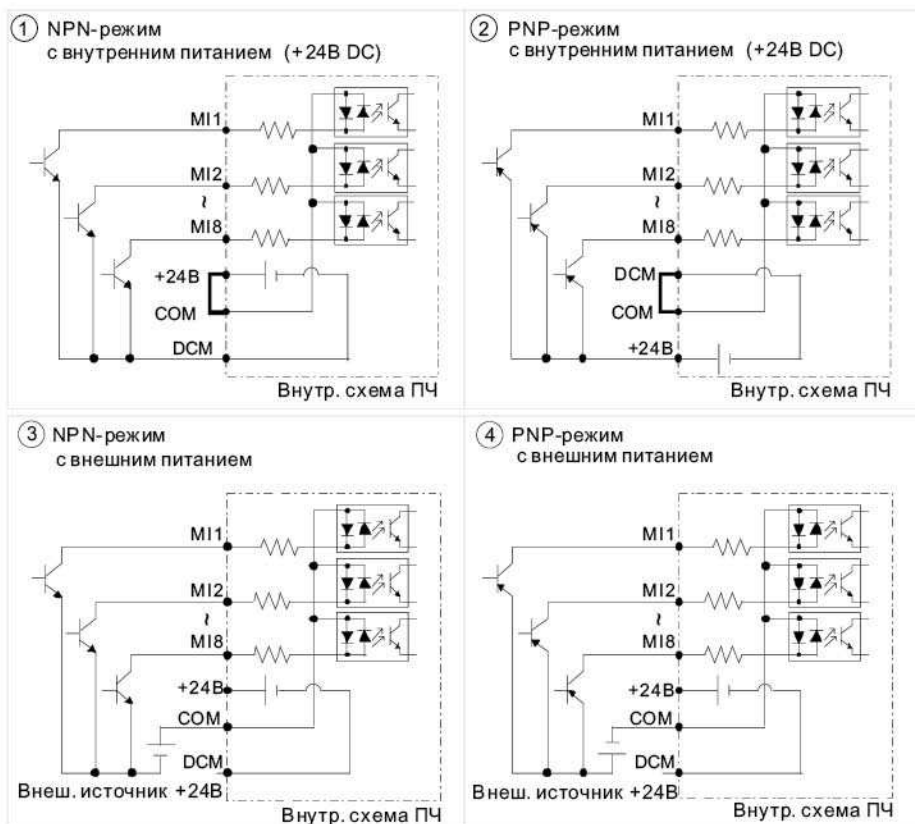 1 NPN-режим
с внутренним питанием (+24В DC)
MI1
MI2
~
MI8
+24В
COM
DCM
Внутр. схема ПЧ
2 PNP-режим
с внутренним питанием (+24В DC)
MI1
MI2
~
MI8
DCM
COM
+24В
Внутр. схема ПЧ
3 NPN-режим
с внешним питанием
MI1
MI2
~
MI8
+24В
COM
DCM
Внеш. источник +24В
Внутр. схема ПЧ
4 PNP-режим
с внешним питанием
MI1
MI2
~
MI8
+24В
COM
DCM
Внеш. источник +24В
Внутр. схема ПЧ